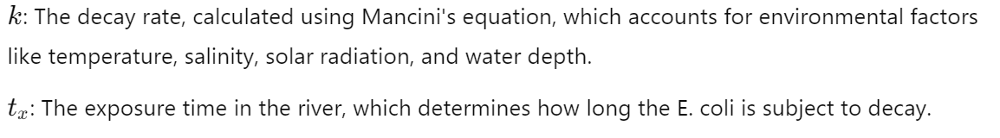 k: The decay rate, calculated using Mancini's equation, which accounts for environmental factors
like temperature, salinity, solar radiation, and water depth.
tₓ: The exposure time in the river, which determines how long the E. coli is subject to decay.